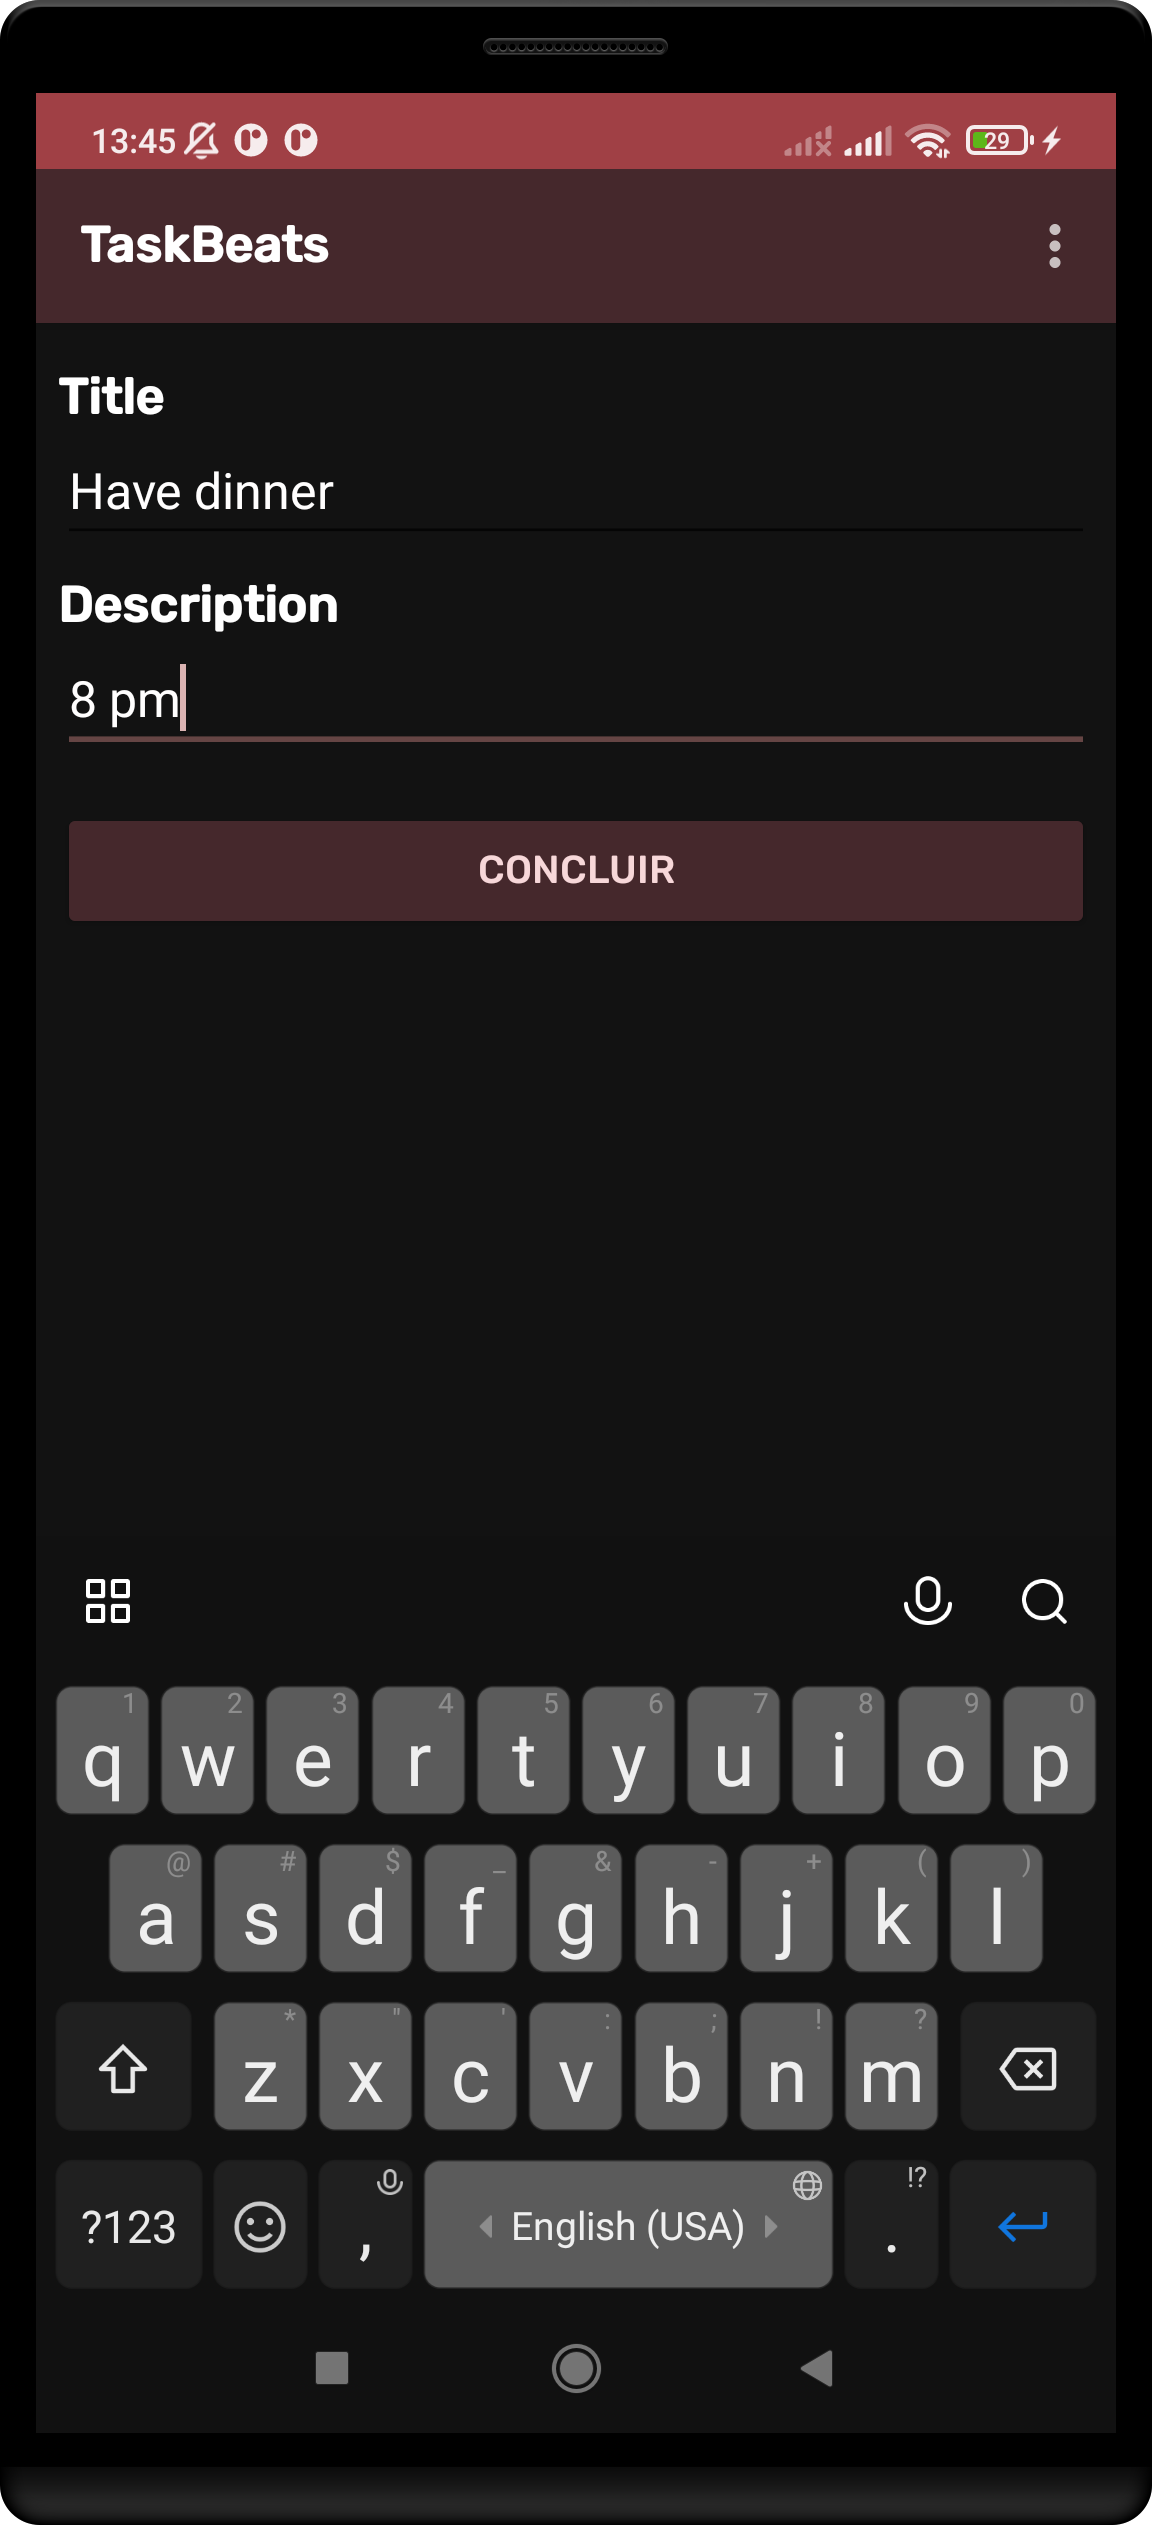 13:45 29
TaskBeats
Title
Have dinner
Description
8 pm
CONCLUIR
1 2 3 4 5 6 7 8 9 0
q w e r t y u i o p
@ # $ _ & - + ( )
a s d f g h j k l
* " ' : ; ! ?
z x c v b n m
!?
?123 , English (USA) .